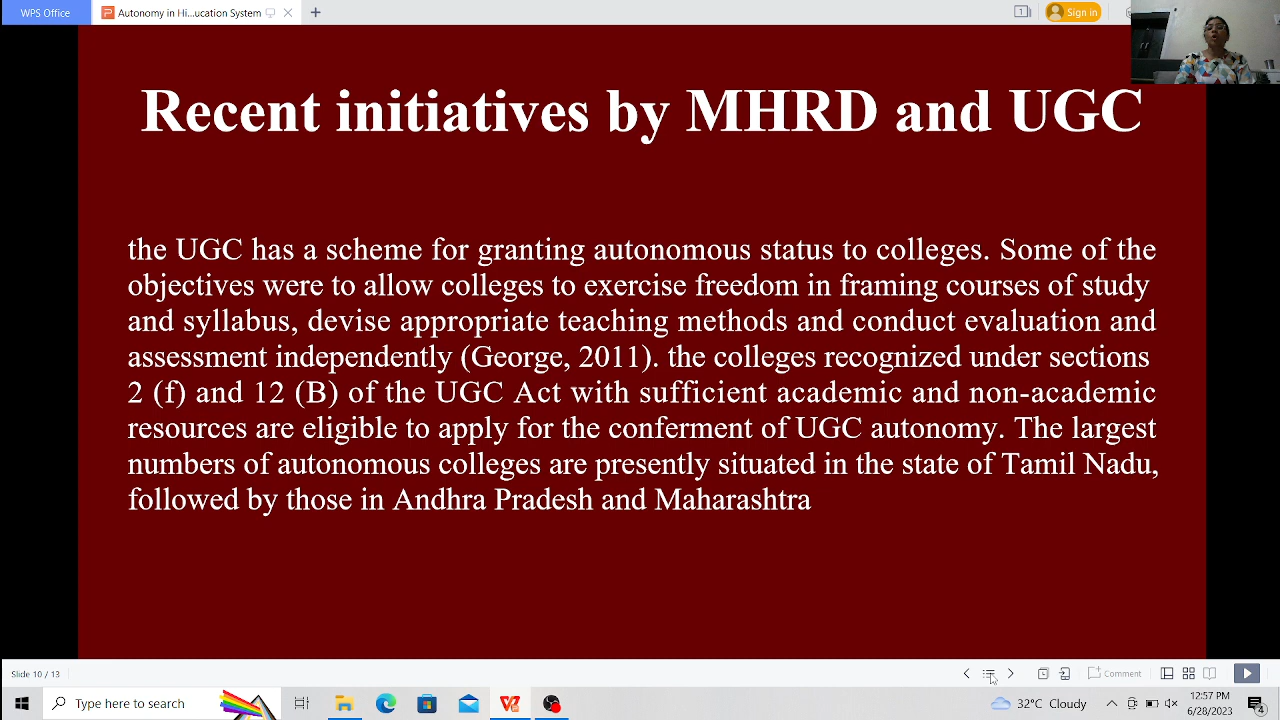 WPS Office
Autonomy in Hi...ucation System
1
Sign in
Recent initiatives by MHRD and UGC
the UGC has a scheme for granting autonomous status to colleges. Some of the
objectives were to allow colleges to exercise freedom in framing courses of study
and syllabus, devise appropriate teaching methods and conduct evaluation and
assessment independently (George, 2011). the colleges recognized under sections
2 (f) and 12 (B) of the UGC Act with sufficient academic and non-academic
resources are eligible to apply for the conferment of UGC autonomy. The largest
numbers of autonomous colleges are presently situated in the state of Tamil Nadu,
followed by those in Andhra Pradesh and Maharashtra
Slide 10 / 13
Comment
Type here to search
32°C Cloudy
12:57 PM
6/28/2023
4